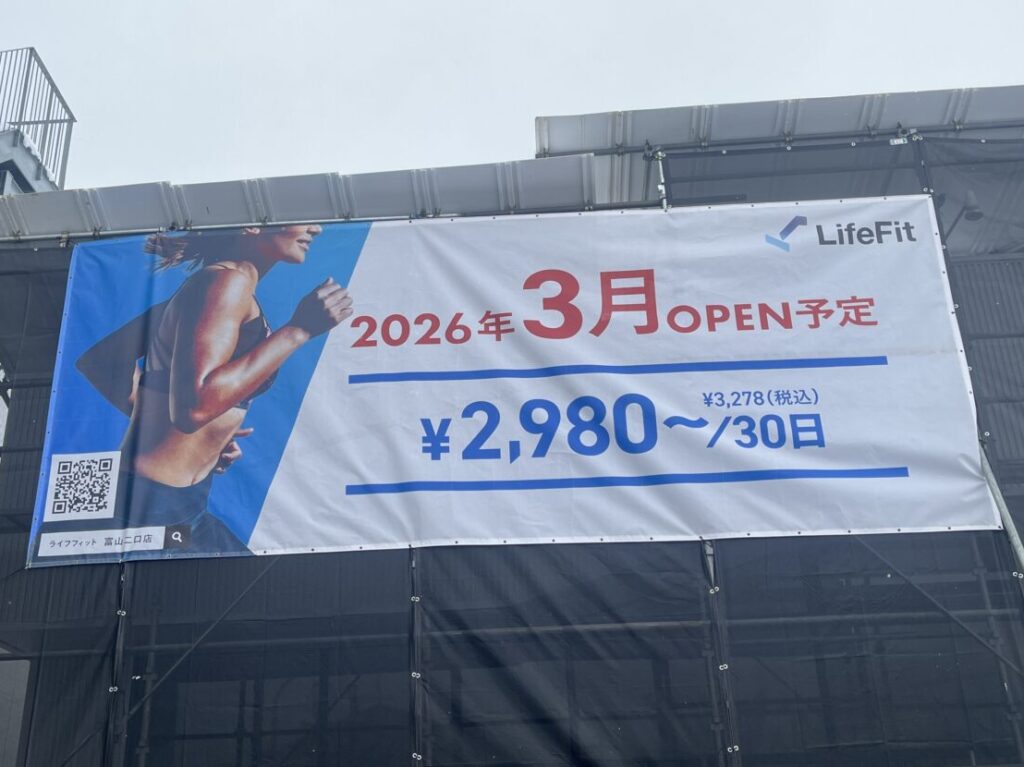 LifeFit
2026年3月OPEN予定
¥3,278(税込)
¥2,980~/30日
ライフフィット 富山二口店